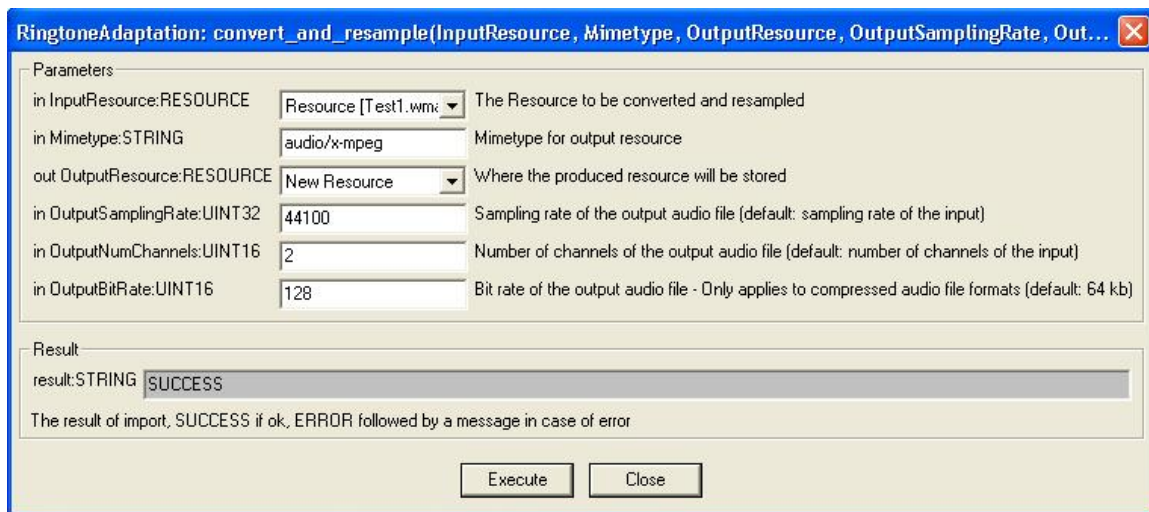 RingtoneAdaptation: convert_and_resample(InputResource, Mimetype, OutputResource, OutputSamplingRate, Out...
Parameters
in InputResource:RESOURCE Resource [Test1.wma The Resource to be converted and resampled
in Mimetype:STRING audio/x-mpeg Mimetype for output resource
out OutputResource:RESOURCE New Resource Where the produced resource will be stored
in OutputSamplingRate:UINT32 44100 Sampling rate of the output audio file (default: sampling rate of the input)
in OutputNumChannels:UINT16 2 Number of channels of the output audio file (default: number of channels of the input)
in OutputBitRate:UINT16 128 Bit rate of the output audio file - Only applies to compressed audio file formats (default: 64 kb)
Result
result:STRING SUCCESS
The result of import, SUCCESS if ok, ERROR followed by a message in case of error
Execute Close